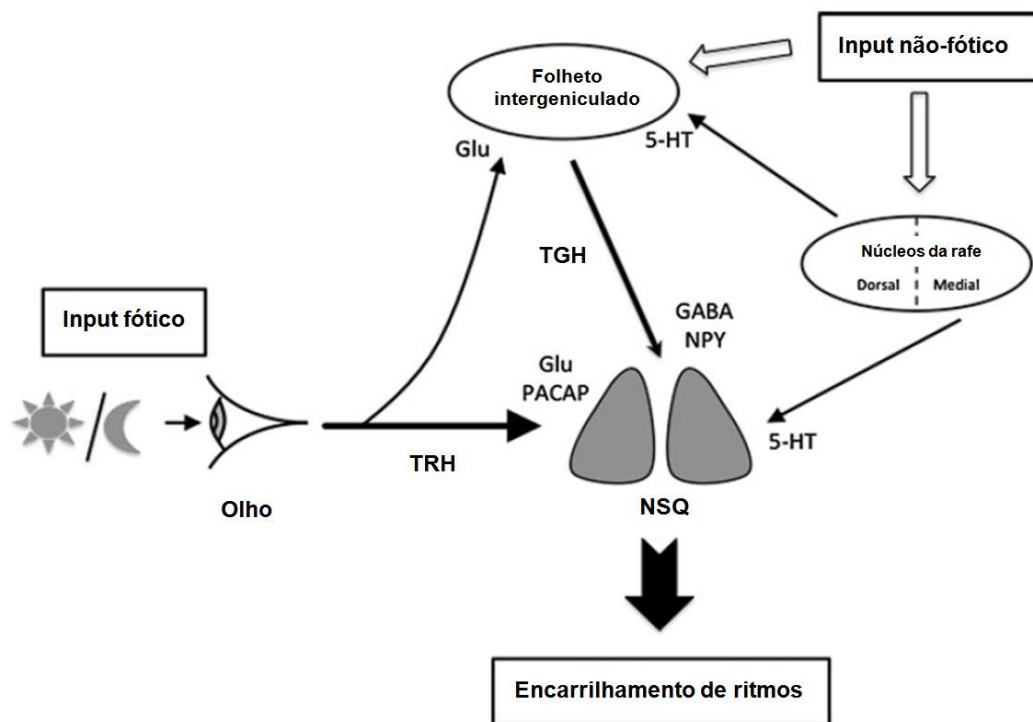 Input não-fótico
Folheto
intergeniculado
Glu
5-HT
TGH
Núcleos da rafe
Dorsal
Medial
Input fótico
GABA
NPY
Glu
PACAP
5-HT
TRH
Olho
NSQ
Encarrilhamento de ritmos